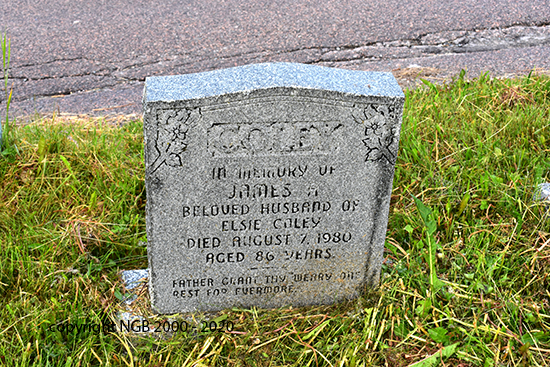 COLEY
IN MEMORY OF
JAMES A
BELOVED HUSBAND OF
ELSIE COLEY
DIED AUGUST 7, 1980
AGED 86 YEARS.
FATHER GRANT THY WEARY ONE
REST FOR EVERMORE.
copyright NGB 2000 - 2020